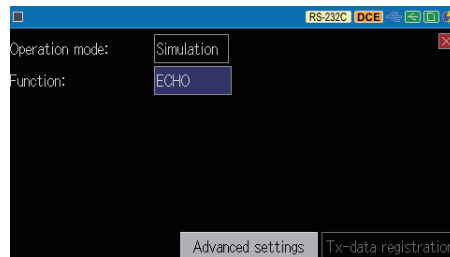 RS-232C DCE
Operation mode: Simulation
Function: ECHO
Advanced settings Tx-data registration